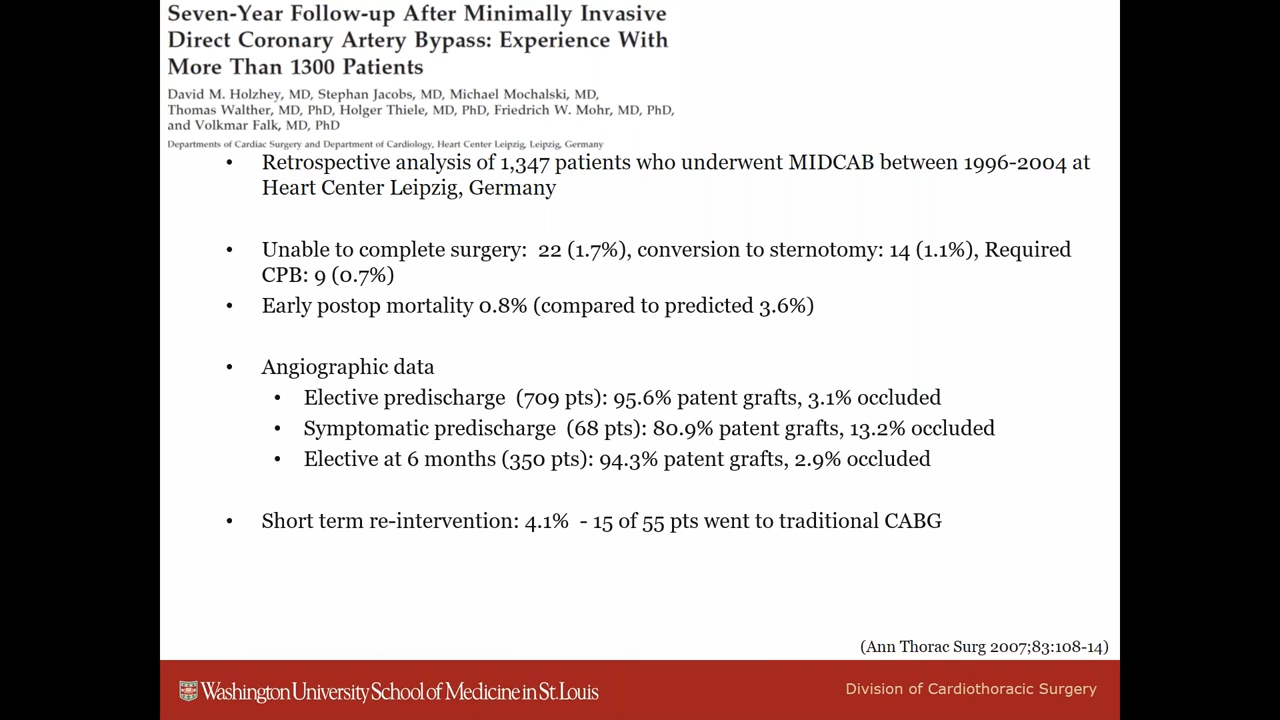 Seven-Year Follow-up After Minimally Invasive
Direct Coronary Artery Bypass: Experience With
More Than 1300 Patients
David M. Holzhey, MD, Stephan Jacobs, MD, Michael Mochalski, MD,
Thomas Walther, MD, PhD, Holger Thiele, MD, PhD, Friedrich W. Mohr, MD, PhD,
and Volkmar Falk, MD, PhD
Departments of Cardiac Surgery and Department of Cardiology, Heart Center Leipzig, Leipzig, Germany
• Retrospective analysis of 1,347 patients who underwent MIDCAB between 1996-2004 at
Heart Center Leipzig, Germany
• Unable to complete surgery: 22 (1.7%), conversion to sternotomy: 14 (1.1%), Required
CPB: 9 (0.7%)
• Early postop mortality 0.8% (compared to predicted 3.6%)
• Angiographic data
• Elective predischarge (709 pts): 95.6% patent grafts, 3.1% occluded
• Symptomatic predischarge (68 pts): 80.9% patent grafts, 13.2% occluded
• Elective at 6 months (350 pts): 94.3% patent grafts, 2.9% occluded
• Short term re-intervention: 4.1% - 15 of 55 pts went to traditional CABG
(Ann Thorac Surg 2007;83:108-14)
Washington University School of Medicine in St. Louis
Division of Cardiothoracic Surgery